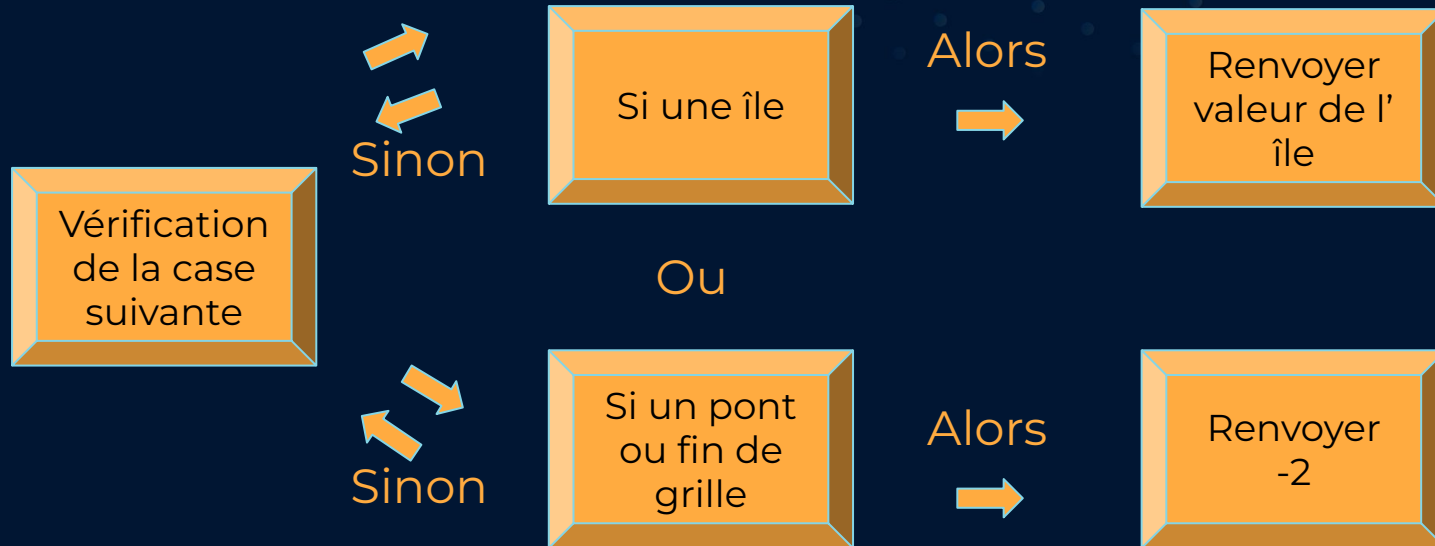 Vérification
de la case
suivante
Sinon
Si une île
Alors
Renvoyer
valeur de l’
île
Ou
Sinon
Si un pont
ou fin de
grille
Alors
Renvoyer
-2